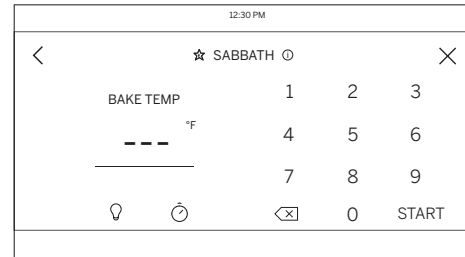 12:30 PM
SABBATH
BAKE TEMP
--- °F
1 2 3
4 5 6
7 8 9
0 START